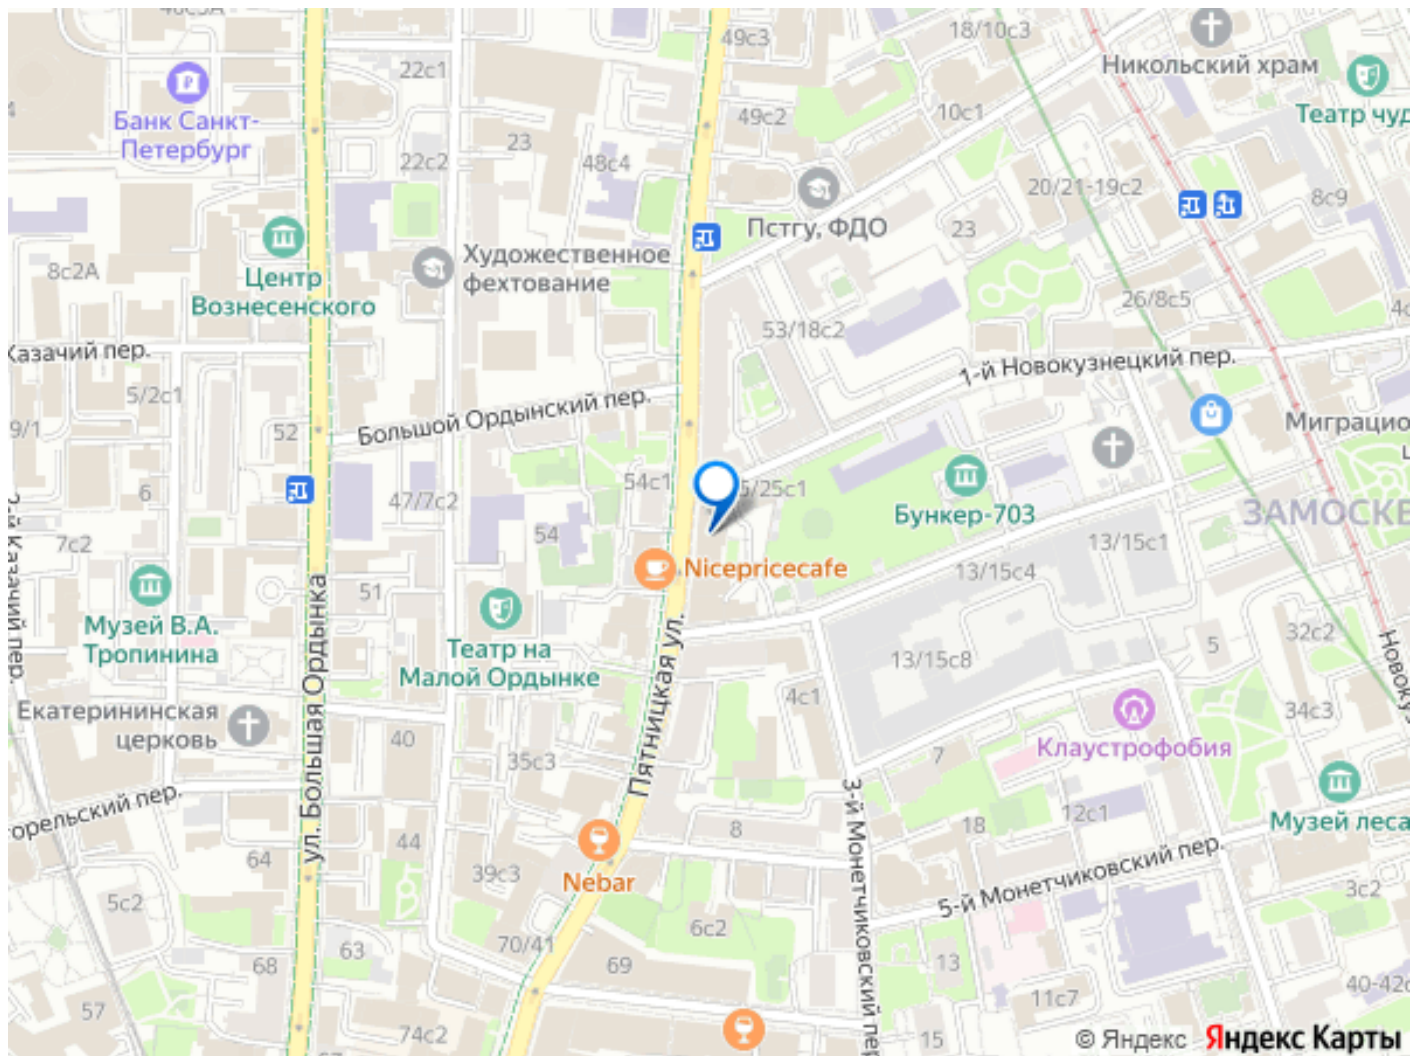 49с3
18/10с3
Никольский храм
22с1
Банк Санкт-
Петербург
49с2
10с1
Театр чуд
23
22с2
48с4
20/21-19с2
8с9
Пстгу, ФДО
23
Художественное
фехтование
8с2А
Центр
Вознесенского
26/8с5
53/18с2
Казачий пер.
1-й Новокузнецкий пер.
5/2с1
Большой Ордынский пер.
9/1
52
Миграцио
54с1
5/25с1
6
47/7с2
Бункер-703
ЗАМОСКВ
7с2
54
13/15с1
Nicepricecafe
13/15с4
51
Музей В.А.
Тропинина
Театр на
Малой Ордынке
32с2
5
13/15с8
ул. Большая Ордынка
Пятницкая ул.
4с1
Екатерининская
церковь
34с3
40
Клаустрофобия
35с3
7
3-й Монетчиковский пер
12с1
8
18
Музей леса
44
64
39с3
Nebar
5-й Монетчиковский пер.
3с2
5с2
6с2
70/41
63
68
69
13
40-42с
11с7
57
74с2
15
© Яндекс
Яндекс Карты